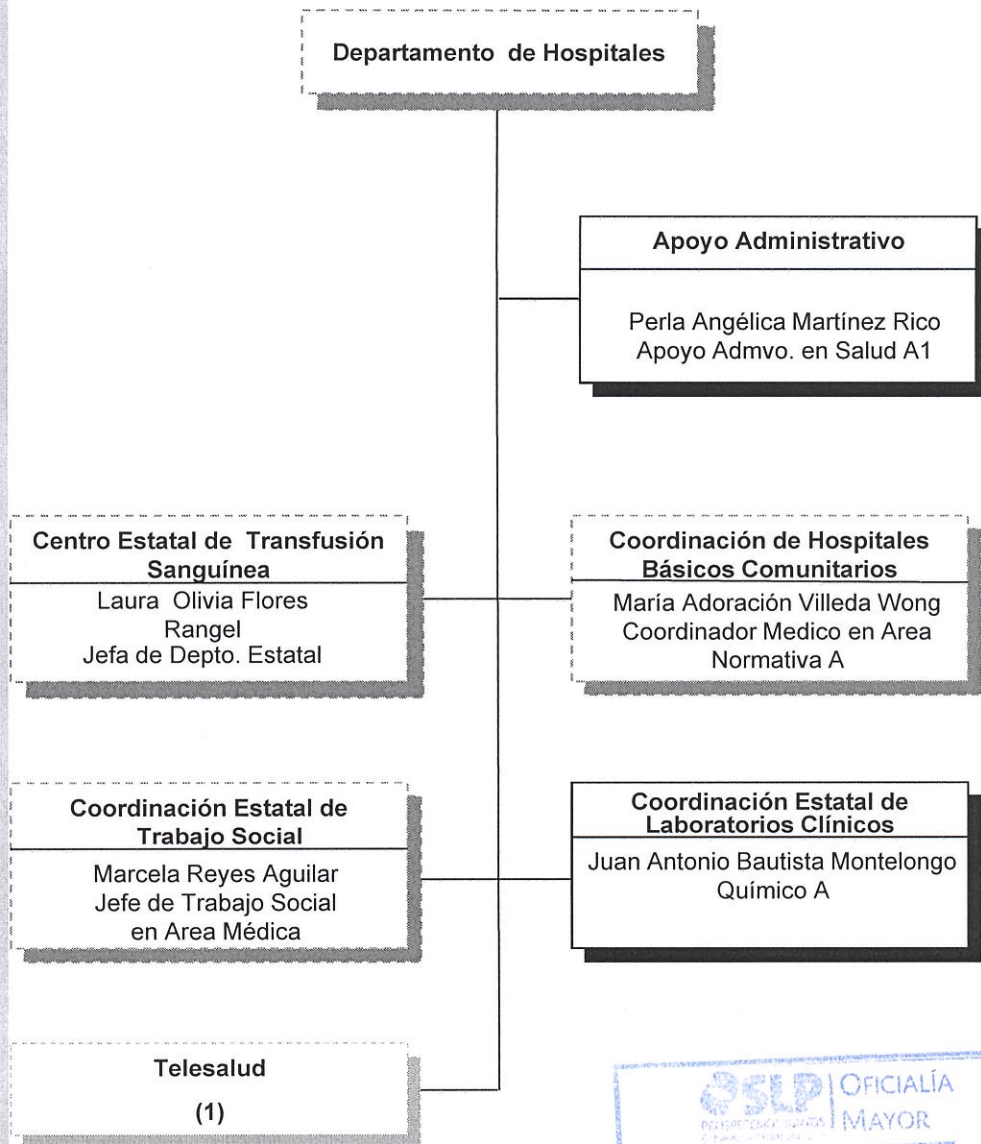 Departamento de Hospitales
Apoyo Administrativo
Perla Angélica Martínez Rico
Apoyo Admvo. en Salud A1
Centro Estatal de Transfusión
Sanguínea
Laura Olivia Flores
Rangel
Jefa de Depto. Estatal
Coordinación de Hospitales
Básicos Comunitarios
María Adoración Villeda Wong
Coordinador Medico en Area
Normativa A
Coordinación Estatal de
Trabajo Social
Marcela Reyes Aguilar
Jefe de Trabajo Social
en Area Médica
Coordinación Estatal de
Laboratorios Clínicos
Juan Antonio Bautista Montelongo
Químico A
Telesalud
(1)
SLP
OFICIALÍA
MAYOR